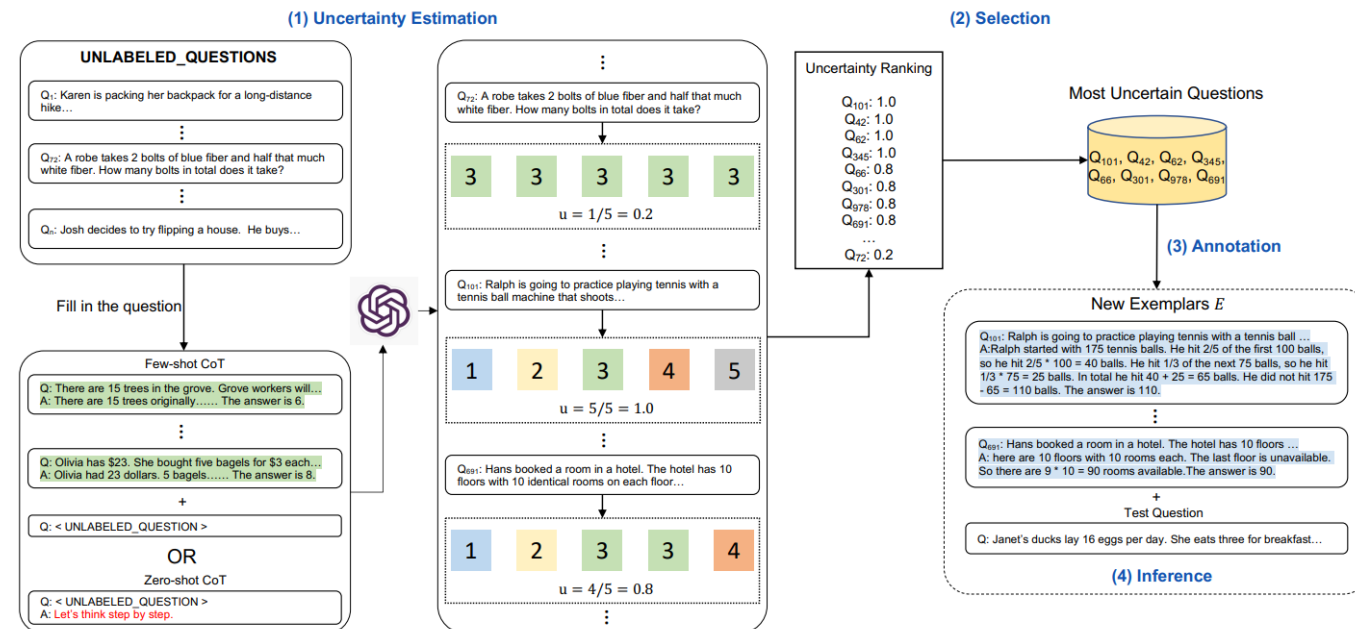 (1) Uncertainty Estimation
UNLABELED_QUESTIONS
Q1: Karen is packing her backpack for a long-distance
hike…
Q72: A robe takes 2 bolts of blue fiber and half that much
white fiber. How many bolts in total does it take?
Qn: Josh decides to try flipping a house. He buys…
Fill in the question
Few-shot CoT
Q: There are 15 trees in the grove. Grove workers will…
A: There are 15 trees originally…… The answer is 6.
Q: Olivia has $23. She bought five bagels for $3 each…
A: Olivia had 23 dollars. 5 bagels…… The answer is 8.
+
Q: < UNLABELED_QUESTION >
OR
Zero-shot CoT
Q: < UNLABELED_QUESTION >
A: Let's think step by step.
Q72: A robe takes 2 bolts of blue fiber and half that much
white fiber. How many bolts in total does it take?
3 3 3 3 3
u = 1/5 = 0.2
Q101: Ralph is going to practice playing tennis with a
tennis ball machine that shoots…
1 2 3 4 5
u = 5/5 = 1.0
Q691: Hans booked a room in a hotel. The hotel has 10
floors with 10 identical rooms on each floor…
1 2 3 3 4
u = 4/5 = 0.8
(2) Selection
Uncertainty Ranking
Q101: 1.0
Q42: 1.0
Q62: 1.0
Q345: 1.0
Q66: 0.8
Q301: 0.8
Q978: 0.8
Q691: 0.8
…
Q72: 0.2
Most Uncertain Questions
Q101, Q42, Q62, Q345,
Q66, Q301, Q978, Q691
(3) Annotation
New Exemplars E
Q101: Ralph is going to practice playing tennis with a tennis ball …
A:Ralph started with 175 tennis balls. He hit 2/5 of the first 100 balls,
so he hit 2/5 * 100 = 40 balls. He hit 1/3 of the next 75 balls, so he hit
1/3 * 75 = 25 balls. In total he hit 40 + 25 = 65 balls. He did not hit 175
- 65 = 110 balls. The answer is 110.
Q691: Hans booked a room in a hotel. The hotel has 10 floors …
A: here are 10 floors with 10 rooms each. The last floor is unavailable.
So there are 9 * 10 = 90 rooms available.The answer is 90.
+
Test Question
Q: Janet's ducks lay 16 eggs per day. She eats three for breakfast…
(4) Inference